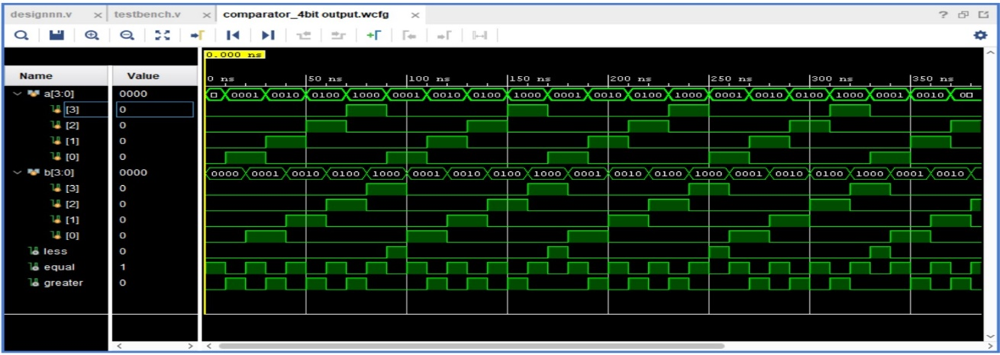 designnn.v × testbench.v × comparator_4bit output.wcfg × ?
0.000 ns
Name Value
0 ns 50 ns 100 ns 150 ns 200 ns 250 ns 300 ns 350 ns
a[3:0] 0000 0001 0010 0100 1000 0001 0010 0100 1000 0001 0010 0100 1000 0001 0010 0100 1000 0001 0010
[3] 0
[2] 0
[1] 0
[0] 0
b[3:0] 0000 0000 0001 0010 0100 1000 0001 0010 0100 1000 0001 0010 0100 1000 0001 0010 0100 1000 0001 0010
[3] 0
[2] 0
[1] 0
[0] 0
less 0
equal 1
greater 0